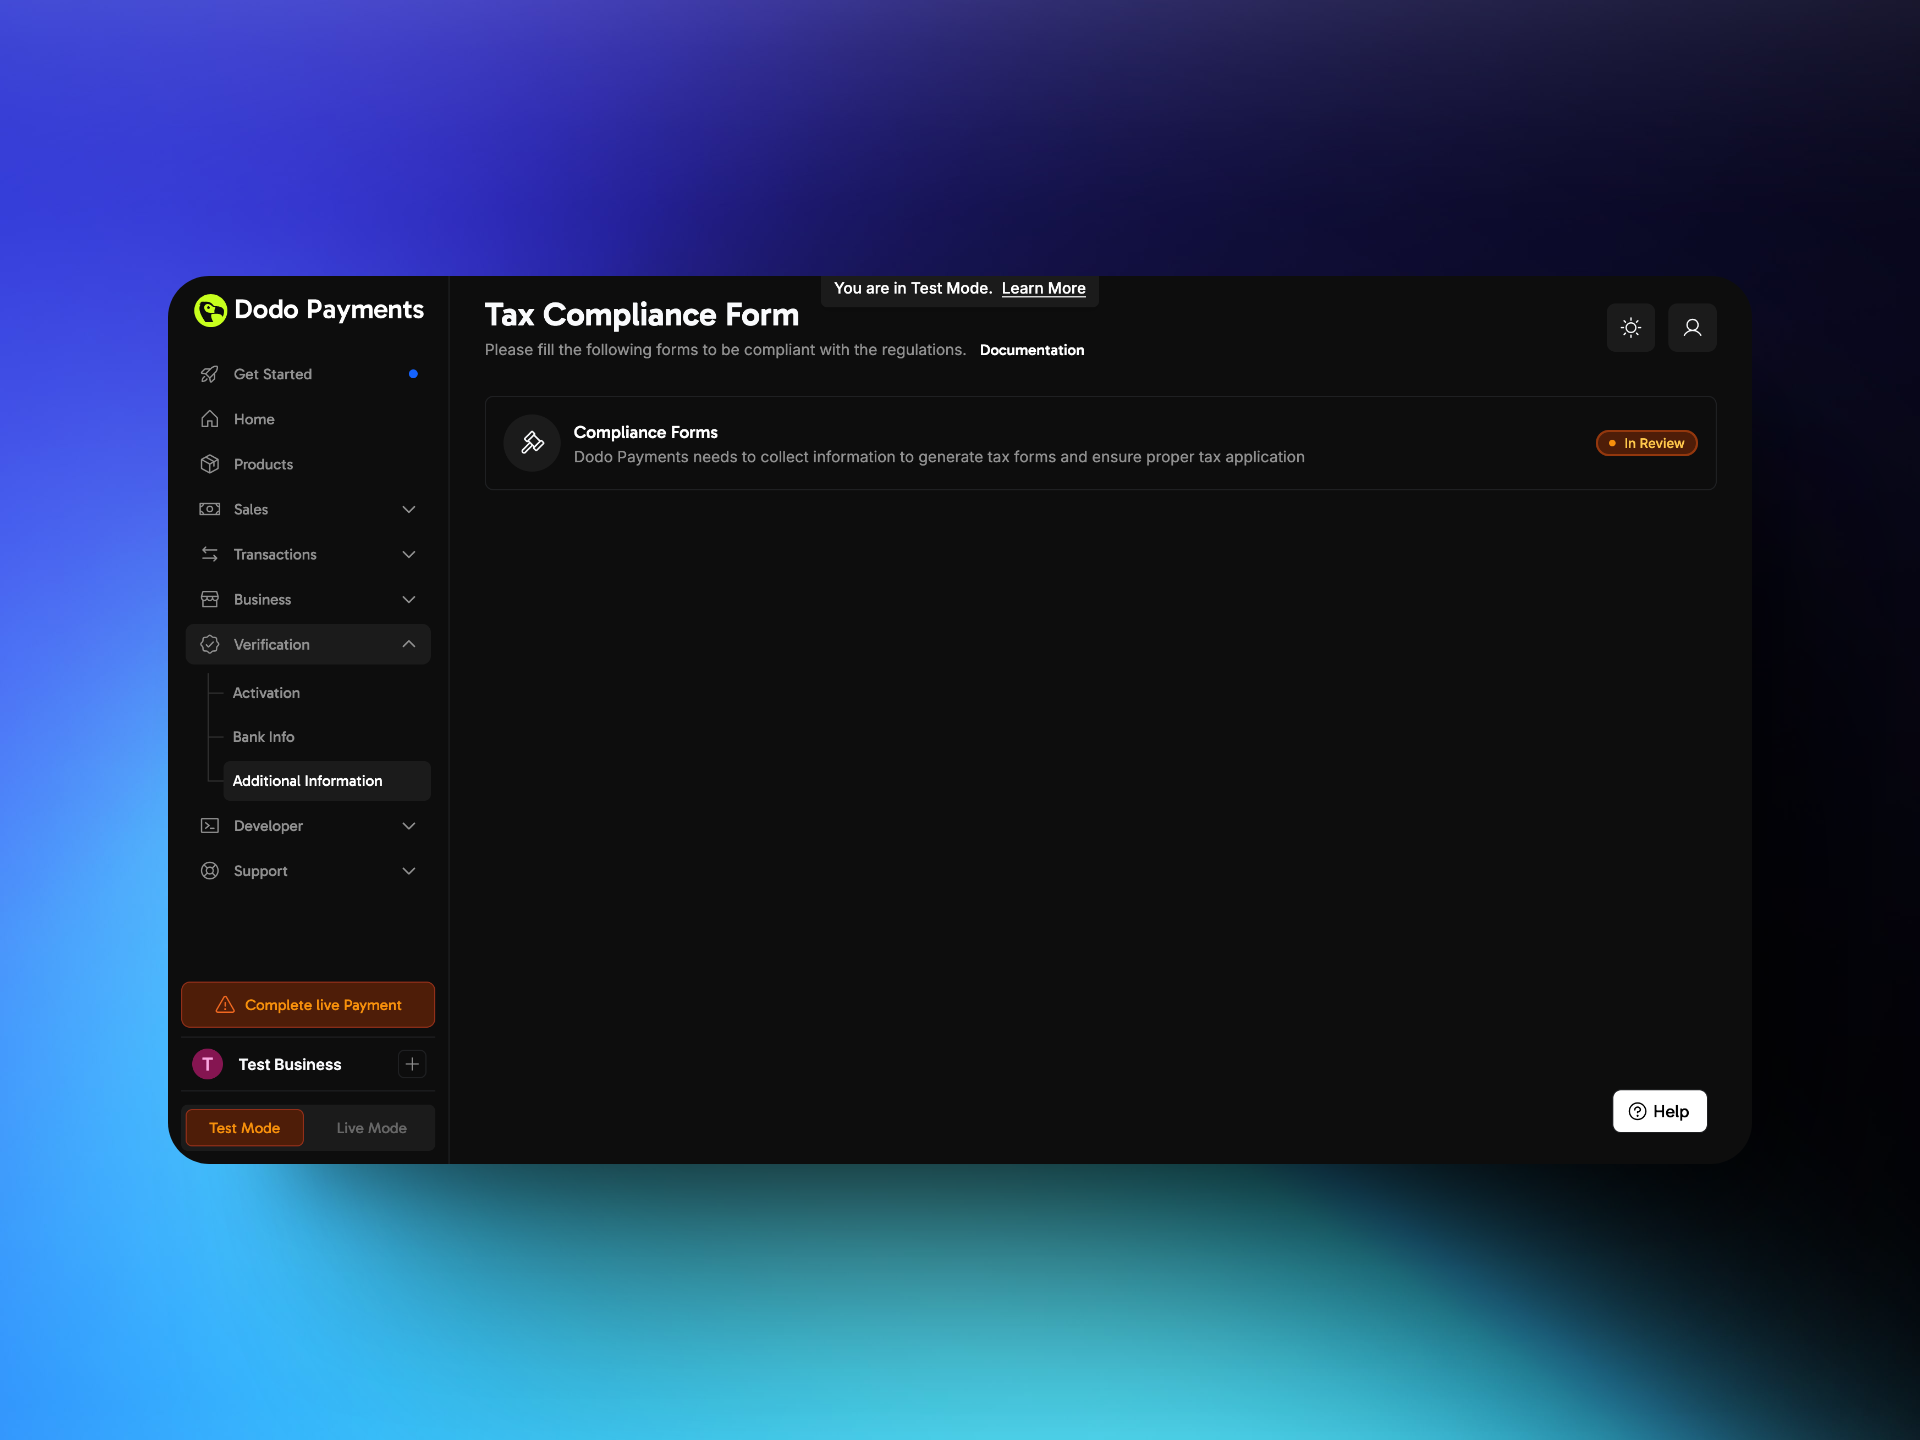 Dodo Payments
Get Started
Home
Products
Sales
Transactions
Business
Verification
Activation
Bank Info
Additional Information
Developer
Support
Complete live Payment
T
Test Business
Test Mode
Live Mode
You are in Test Mode. Learn More
Tax Compliance Form
Please fill the following forms to be compliant with the regulations. Documentation
Compliance Forms
Dodo Payments needs to collect information to generate tax forms and ensure proper tax application
In Review
Help